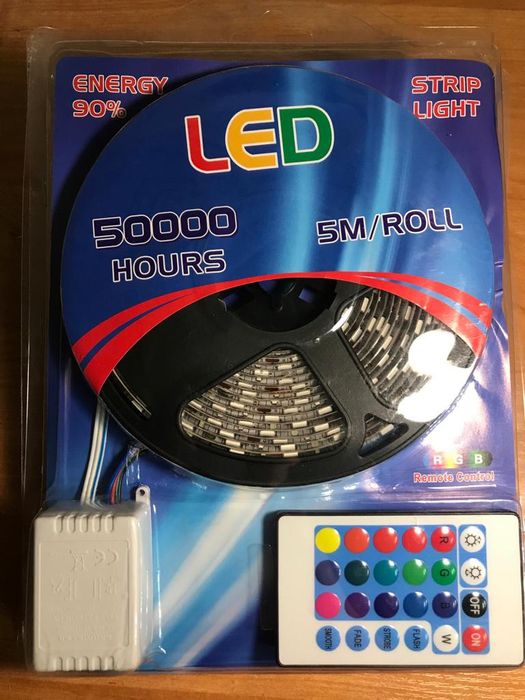 ENERGY
90%
STRIP
LIGHT
LED
50000
HOURS
5M/ROLL
R G B
Remote Control
R
G
OFF
B
ON
W
FLASH
STROBE
FADE
SMOOTH